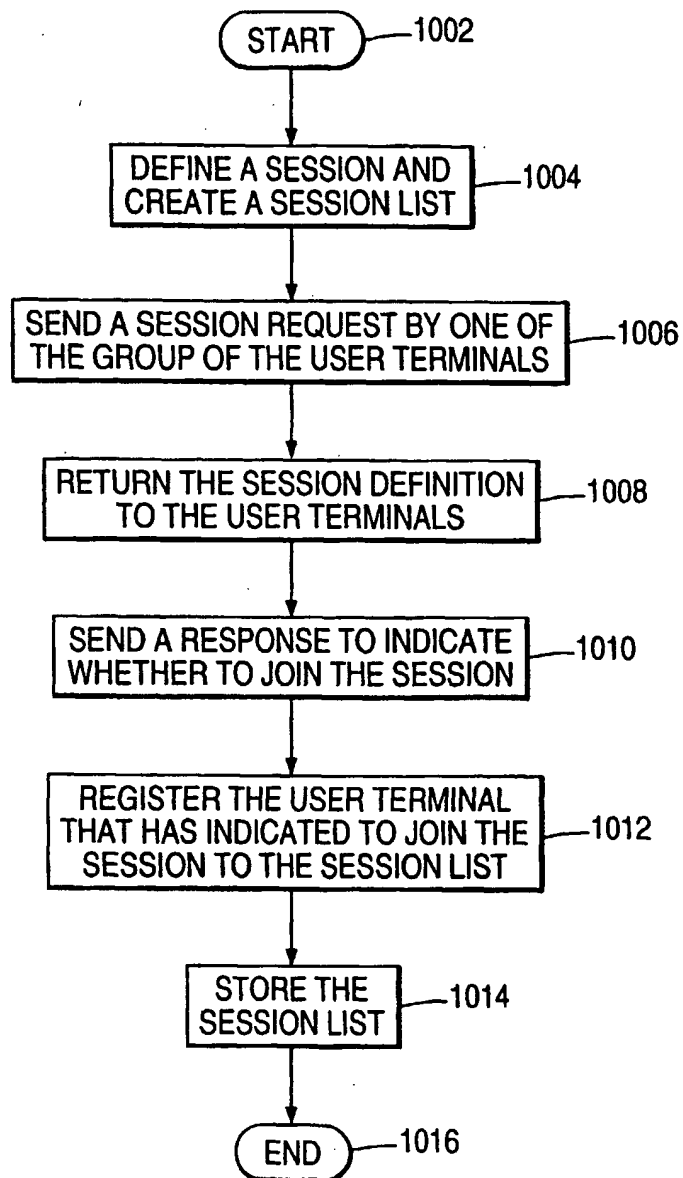 START
1002
DEFINE A SESSION AND
CREATE A SESSION LIST
1004
SEND A SESSION REQUEST BY ONE OF
THE GROUP OF THE USER TERMINALS
1006
RETURN THE SESSION DEFINITION
TO THE USER TERMINALS
1008
SEND A RESPONSE TO INDICATE
WHETHER TO JOIN THE SESSION
1010
REGISTER THE USER TERMINAL
THAT HAS INDICATED TO JOIN THE
SESSION TO THE SESSION LIST
1012
STORE THE
SESSION LIST
1014
END
1016